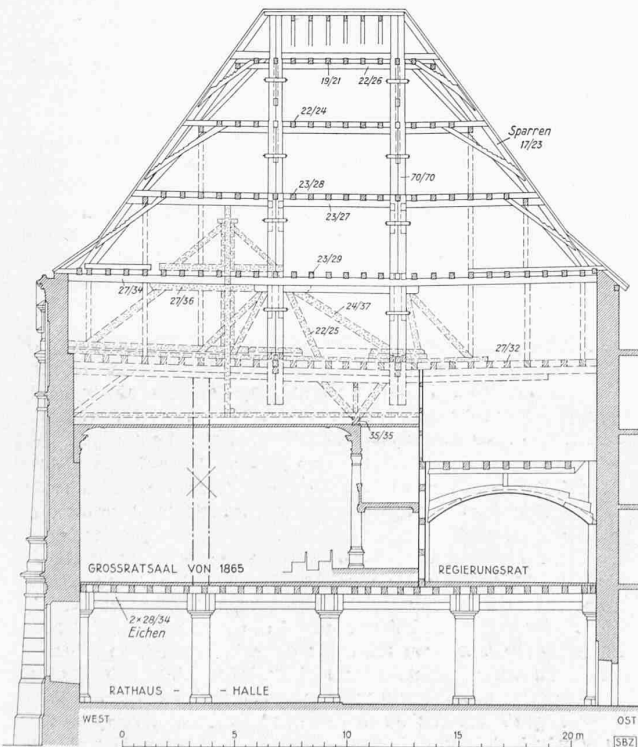 19/21
22/26
22/24
Sparren
17/23
70/70
23/28
23/27
23/29
27/34
27/36
24/37
22/25
27/32
35/35
GROSSRATSAAL VON 1865
REGIERUNGSRAT
2×28/34
Eichen
RATHAUS - - HALLE
WEST
OST
0 5 10 15 20 m
SBZ